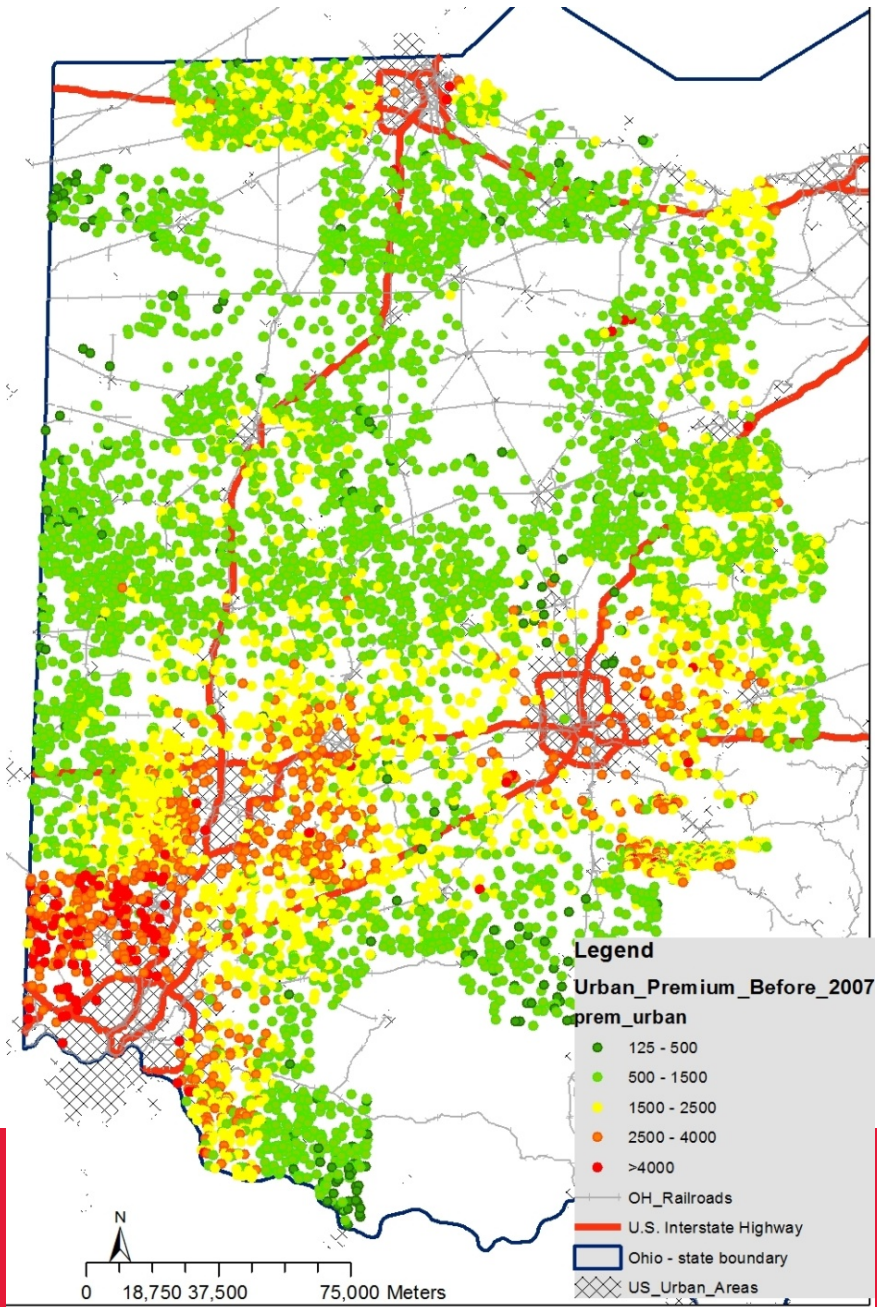 Legend
Urban_Premium_Before_2007
prem_urban
125 - 500
500 - 1500
1500 - 2500
2500 - 4000
>4000
OH_Railroads
U.S. Interstate Highway
Ohio - state boundary
US_Urban_Areas
N
0 18,750 37,500 75,000 Meters